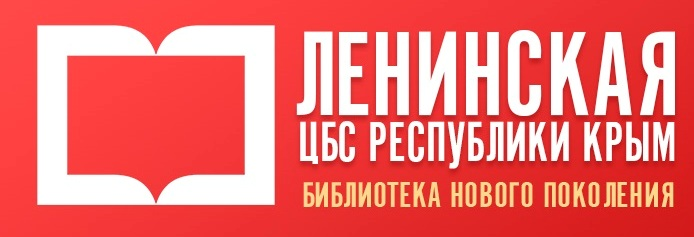 ЛЕНИНСКАЯ
ЦБС РЕСПУБЛИКИ КРЫМ
БИБЛИОТЕКА НОВОГО ПОКОЛЕНИЯ